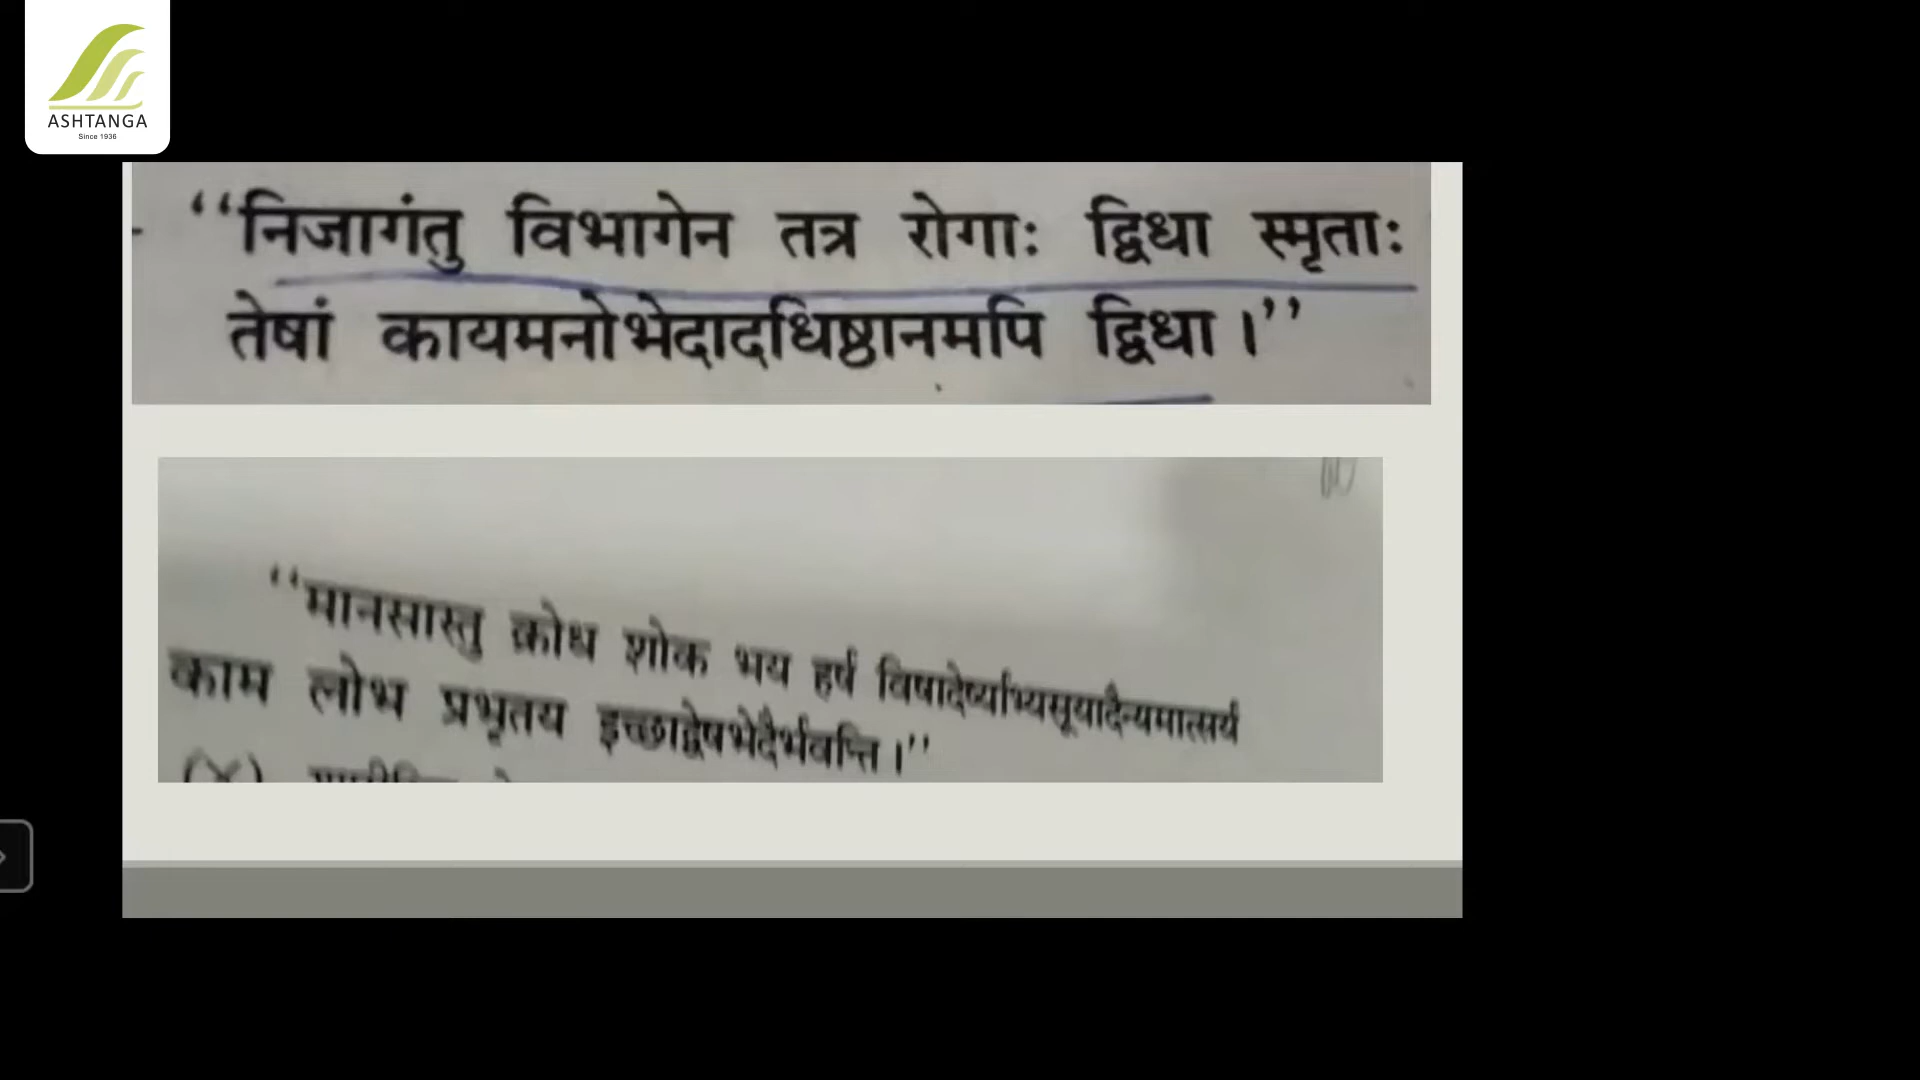 ASHTANGA
Since 1936
‘‘निजागंतु विभागेन तत्र रोगाः द्विधा स्मृताः
तेषां कायमनोभेदादधिष्ठानमपि द्विधा।’’
‘‘मानसास्तु क्रोध शोक भय हर्ष विषादेर्ष्याभ्यसूयादैन्यमात्सर्य
काम लोभ प्रभृतय इच्छाद्वेषभेदैर्भवन्ति।’’